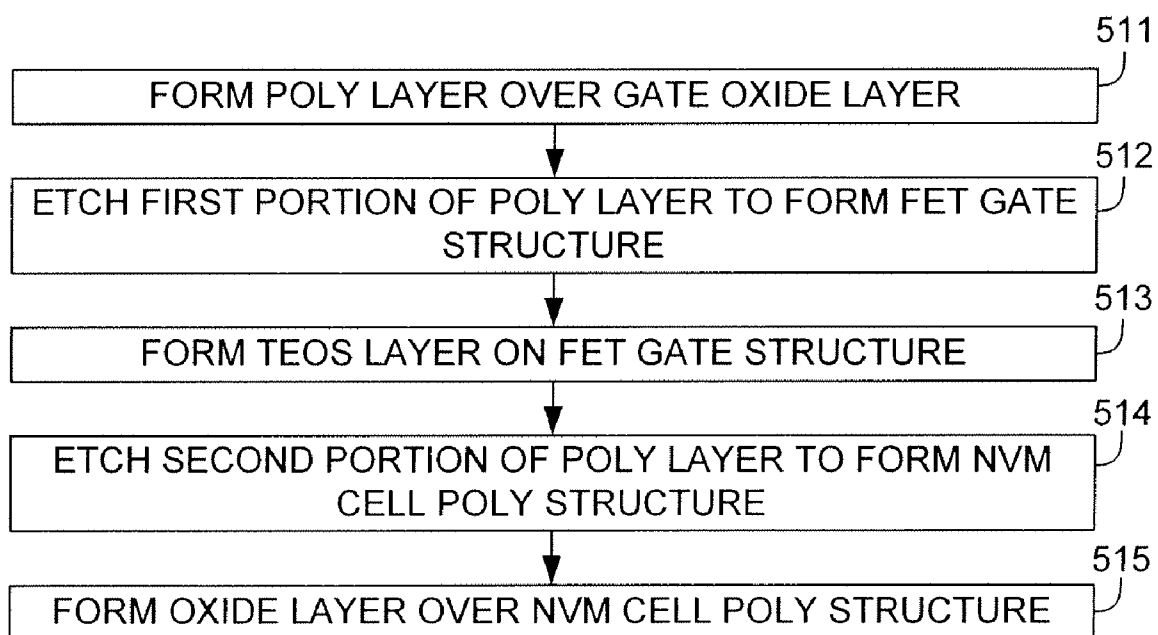 511
FORM POLY LAYER OVER GATE OXIDE LAYER
512
ETCH FIRST PORTION OF POLY LAYER TO FORM FET GATE
STRUCTURE
513
FORM TEOS LAYER ON FET GATE STRUCTURE
514
ETCH SECOND PORTION OF POLY LAYER TO FORM NVM
CELL POLY STRUCTURE
515
FORM OXIDE LAYER OVER NVM CELL POLY STRUCTURE